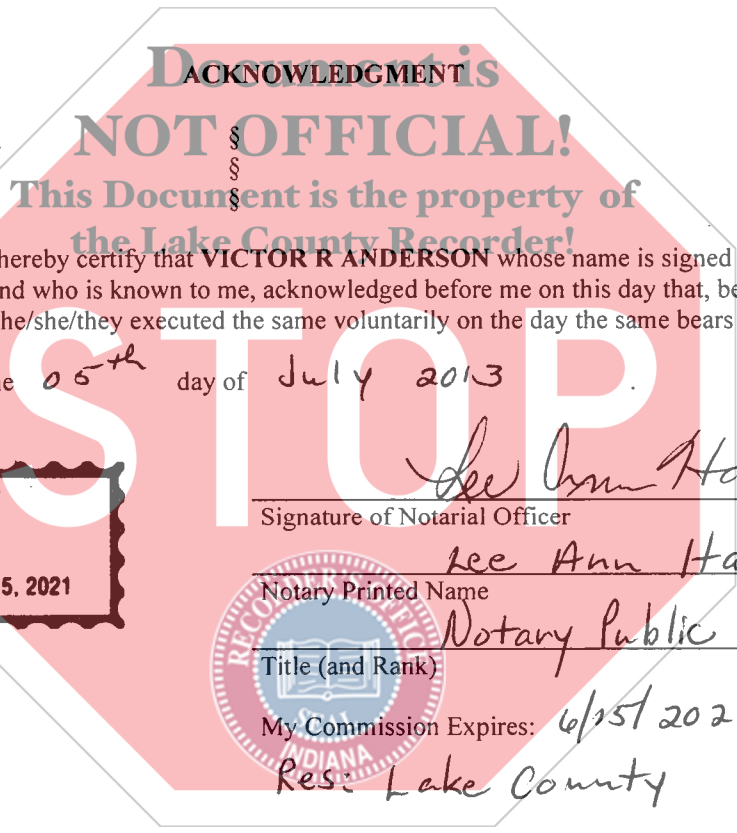 Document is
ACKNOWLEDGMENT
NOT OFFICIAL!
§
§
This Document is the property of
§
the Lake County Recorder!
hereby certify that VICTOR R ANDERSON whose name is signed
nd who is known to me, acknowledged before me on this day that, be
he/she/they executed the same voluntarily on the day the same bears
e 05th day of July 2013
STOP
Lee Ann Ha
Signature of Notarial Officer
Lee Ann Ha
5, 2021
Notary Printed Name
Notary Public
Title (and Rank)
RECORDER'S OFFICE
SEAL
INDIANA
My Commission Expires: 6/15/202
Res: Lake County